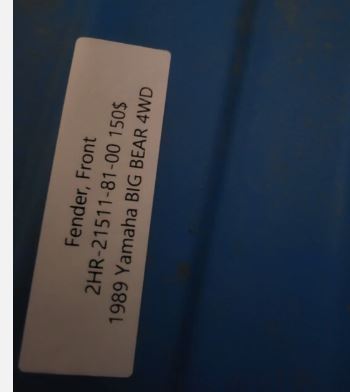 Fender, Front
2HR-21511-81-00 150$
1989 Yamaha BIG BEAR 4WD